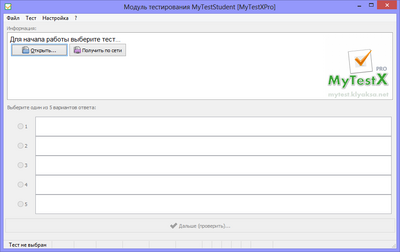 Модуль тестирования MyTestStudent [MyTestXPro]
Файл Тест Настройка ?
Информация:
Для начала работы выберите тест...
Открыть... Получить по сети
PRO
MyTestX
mytest.klyaksa.net
Выберите один из 5 вариантов ответа:
1
2
3
4
5
Дальше (проверить)...
Тест не выбран